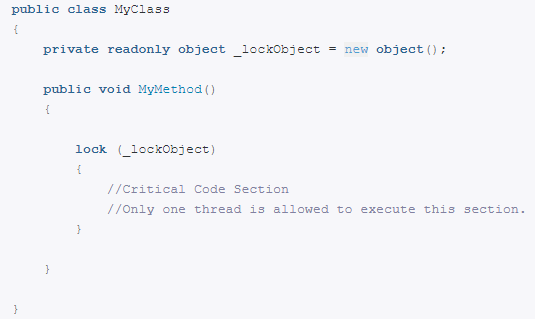 public class MyClass
{
private readonly object _lockObject = new object();
public void MyMethod()
{
lock (_lockObject)
{
//Critical Code Section
//Only one thread is allowed to execute this section.
}
}
}